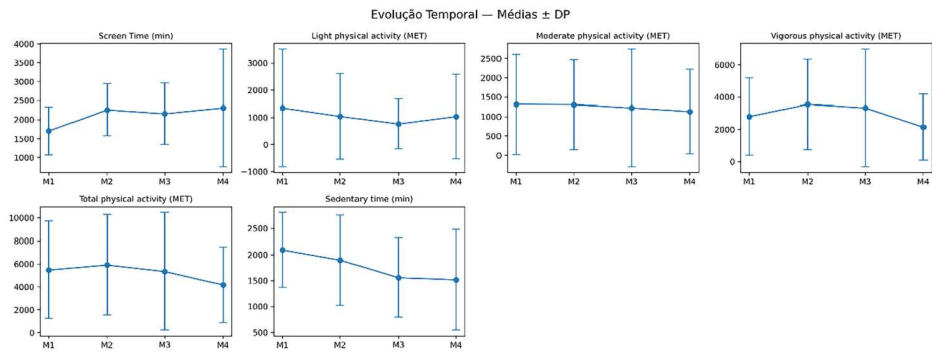 Evolução Temporal — Médias ± DP
Screen Time (min)
4000
3500
3000
2500
2000
1500
1000
M1 M2 M3 M4
Light physical activity (MET)
3000
2000
1000
0
−1000
M1 M2 M3 M4
Moderate physical activity (MET)
2500
2000
1500
1000
500
0
M1 M2 M3 M4
Vigorous physical activity (MET)
6000
4000
2000
0
M1 M2 M3 M4
Total physical activity (MET)
10000
8000
6000
4000
2000
0
M1 M2 M3 M4
Sedentary time (min)
2500
2000
1500
1000
500
M1 M2 M3 M4